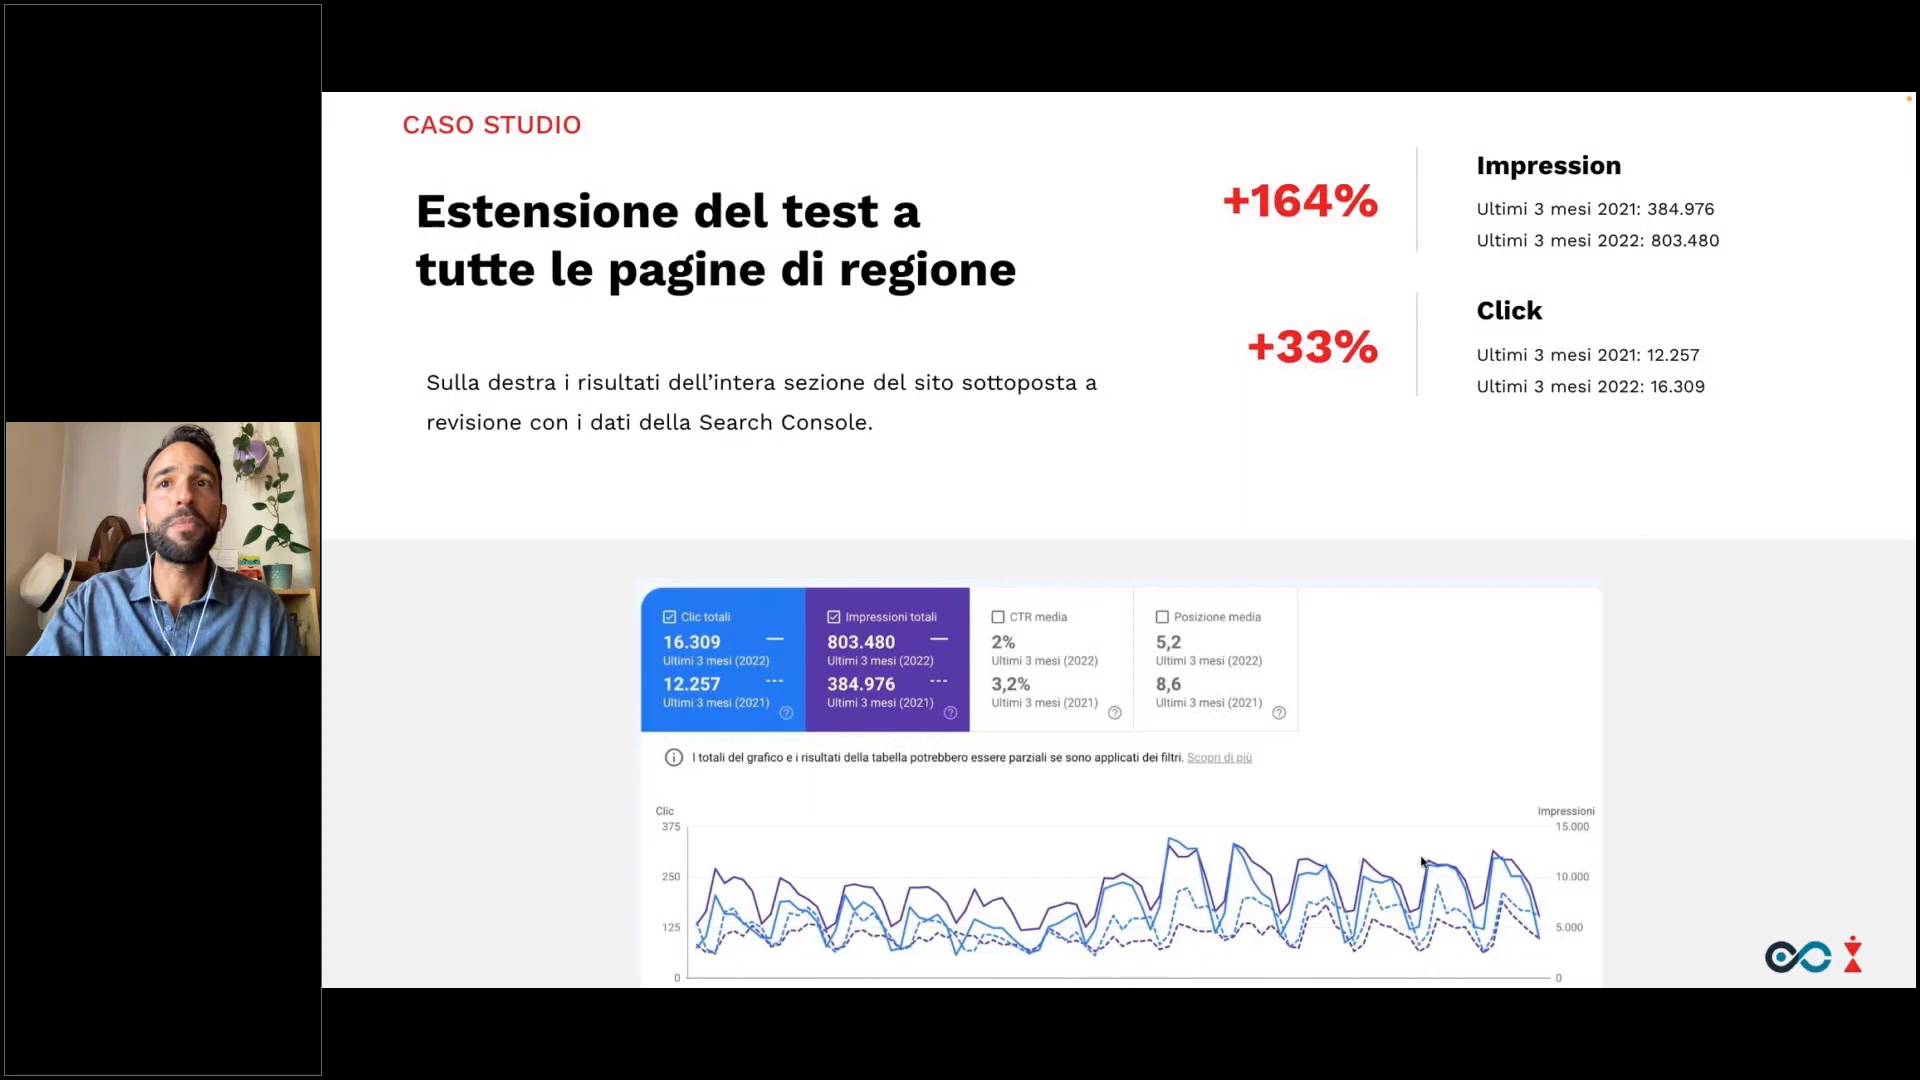 CASO STUDIO
Estensione del test a
tutte le pagine di regione
Sulla destra i risultati dell’intera sezione del sito sottoposta a
revisione con i dati della Search Console.
+164%
Impression
Ultimi 3 mesi 2021: 384.976
Ultimi 3 mesi 2022: 803.480
+33%
Click
Ultimi 3 mesi 2021: 12.257
Ultimi 3 mesi 2022: 16.309
Clic totali
16.309
Ultimi 3 mesi (2022)
12.257
Ultimi 3 mesi (2021)
Impressioni totali
803.480
Ultimi 3 mesi (2022)
384.976
Ultimi 3 mesi (2021)
CTR media
2%
Ultimi 3 mesi (2022)
3,2%
Ultimi 3 mesi (2021)
Posizione media
5,2
Ultimi 3 mesi (2022)
8,6
Ultimi 3 mesi (2021)
I totali del grafico e i risultati della tabella potrebbero essere parziali se sono applicati dei filtri. Scopri di più
Clic
Impressioni
375
15.000
250
10.000
125
5.000
0
0